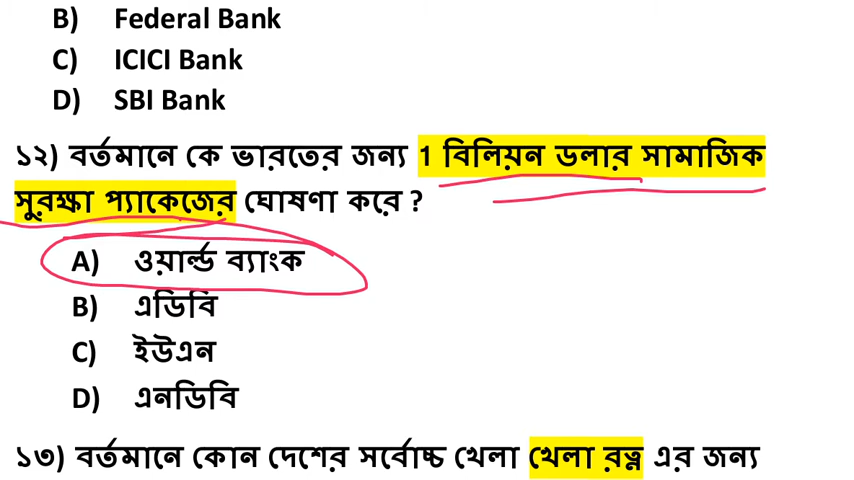 B) Federal Bank
C) ICICI Bank
D) SBI Bank
১২) বর্তমানে কে ভারতের জন্য 1 বিলিয়ন ডলার সামাজিক
সুরক্ষা প্যাকেজের ঘোষণা করে ?
A) ওয়ার্ল্ড ব্যাংক
B) এডিবি
C) ইউএন
D) এনডিবি
১৩) বর্তমানে কোন দেশের সর্বোচ্চ খেলা খেলা রত্ন এর জন্য